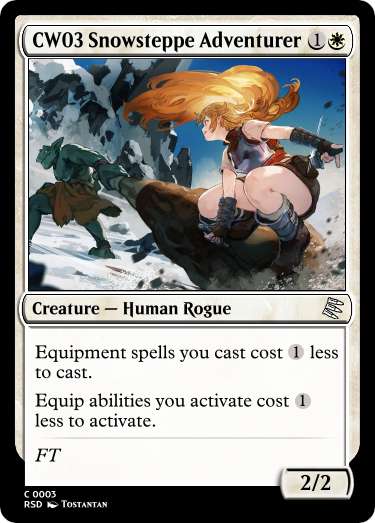 CW03 Snowsteppe Adventurer 1
Creature — Human Rogue
Equipment spells you cast cost 1 less
to cast.
Equip abilities you activate cost 1
less to activate.
FT
2/2
C 0003
RSD Tostantan